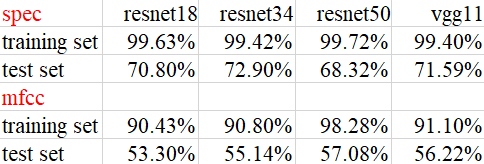 spec resnet18 resnet34 resnet50 vgg11
training set 99.63% 99.42% 99.72% 99.40%
test set 70.80% 72.90% 68.32% 71.59%
mfcc
training set 90.43% 90.80% 98.28% 91.10%
test set 53.30% 55.14% 57.08% 56.22%